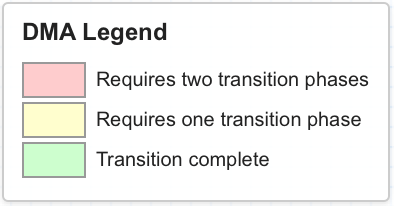 DMA Legend
Requires two transition phases
Requires one transition phase
Transition complete